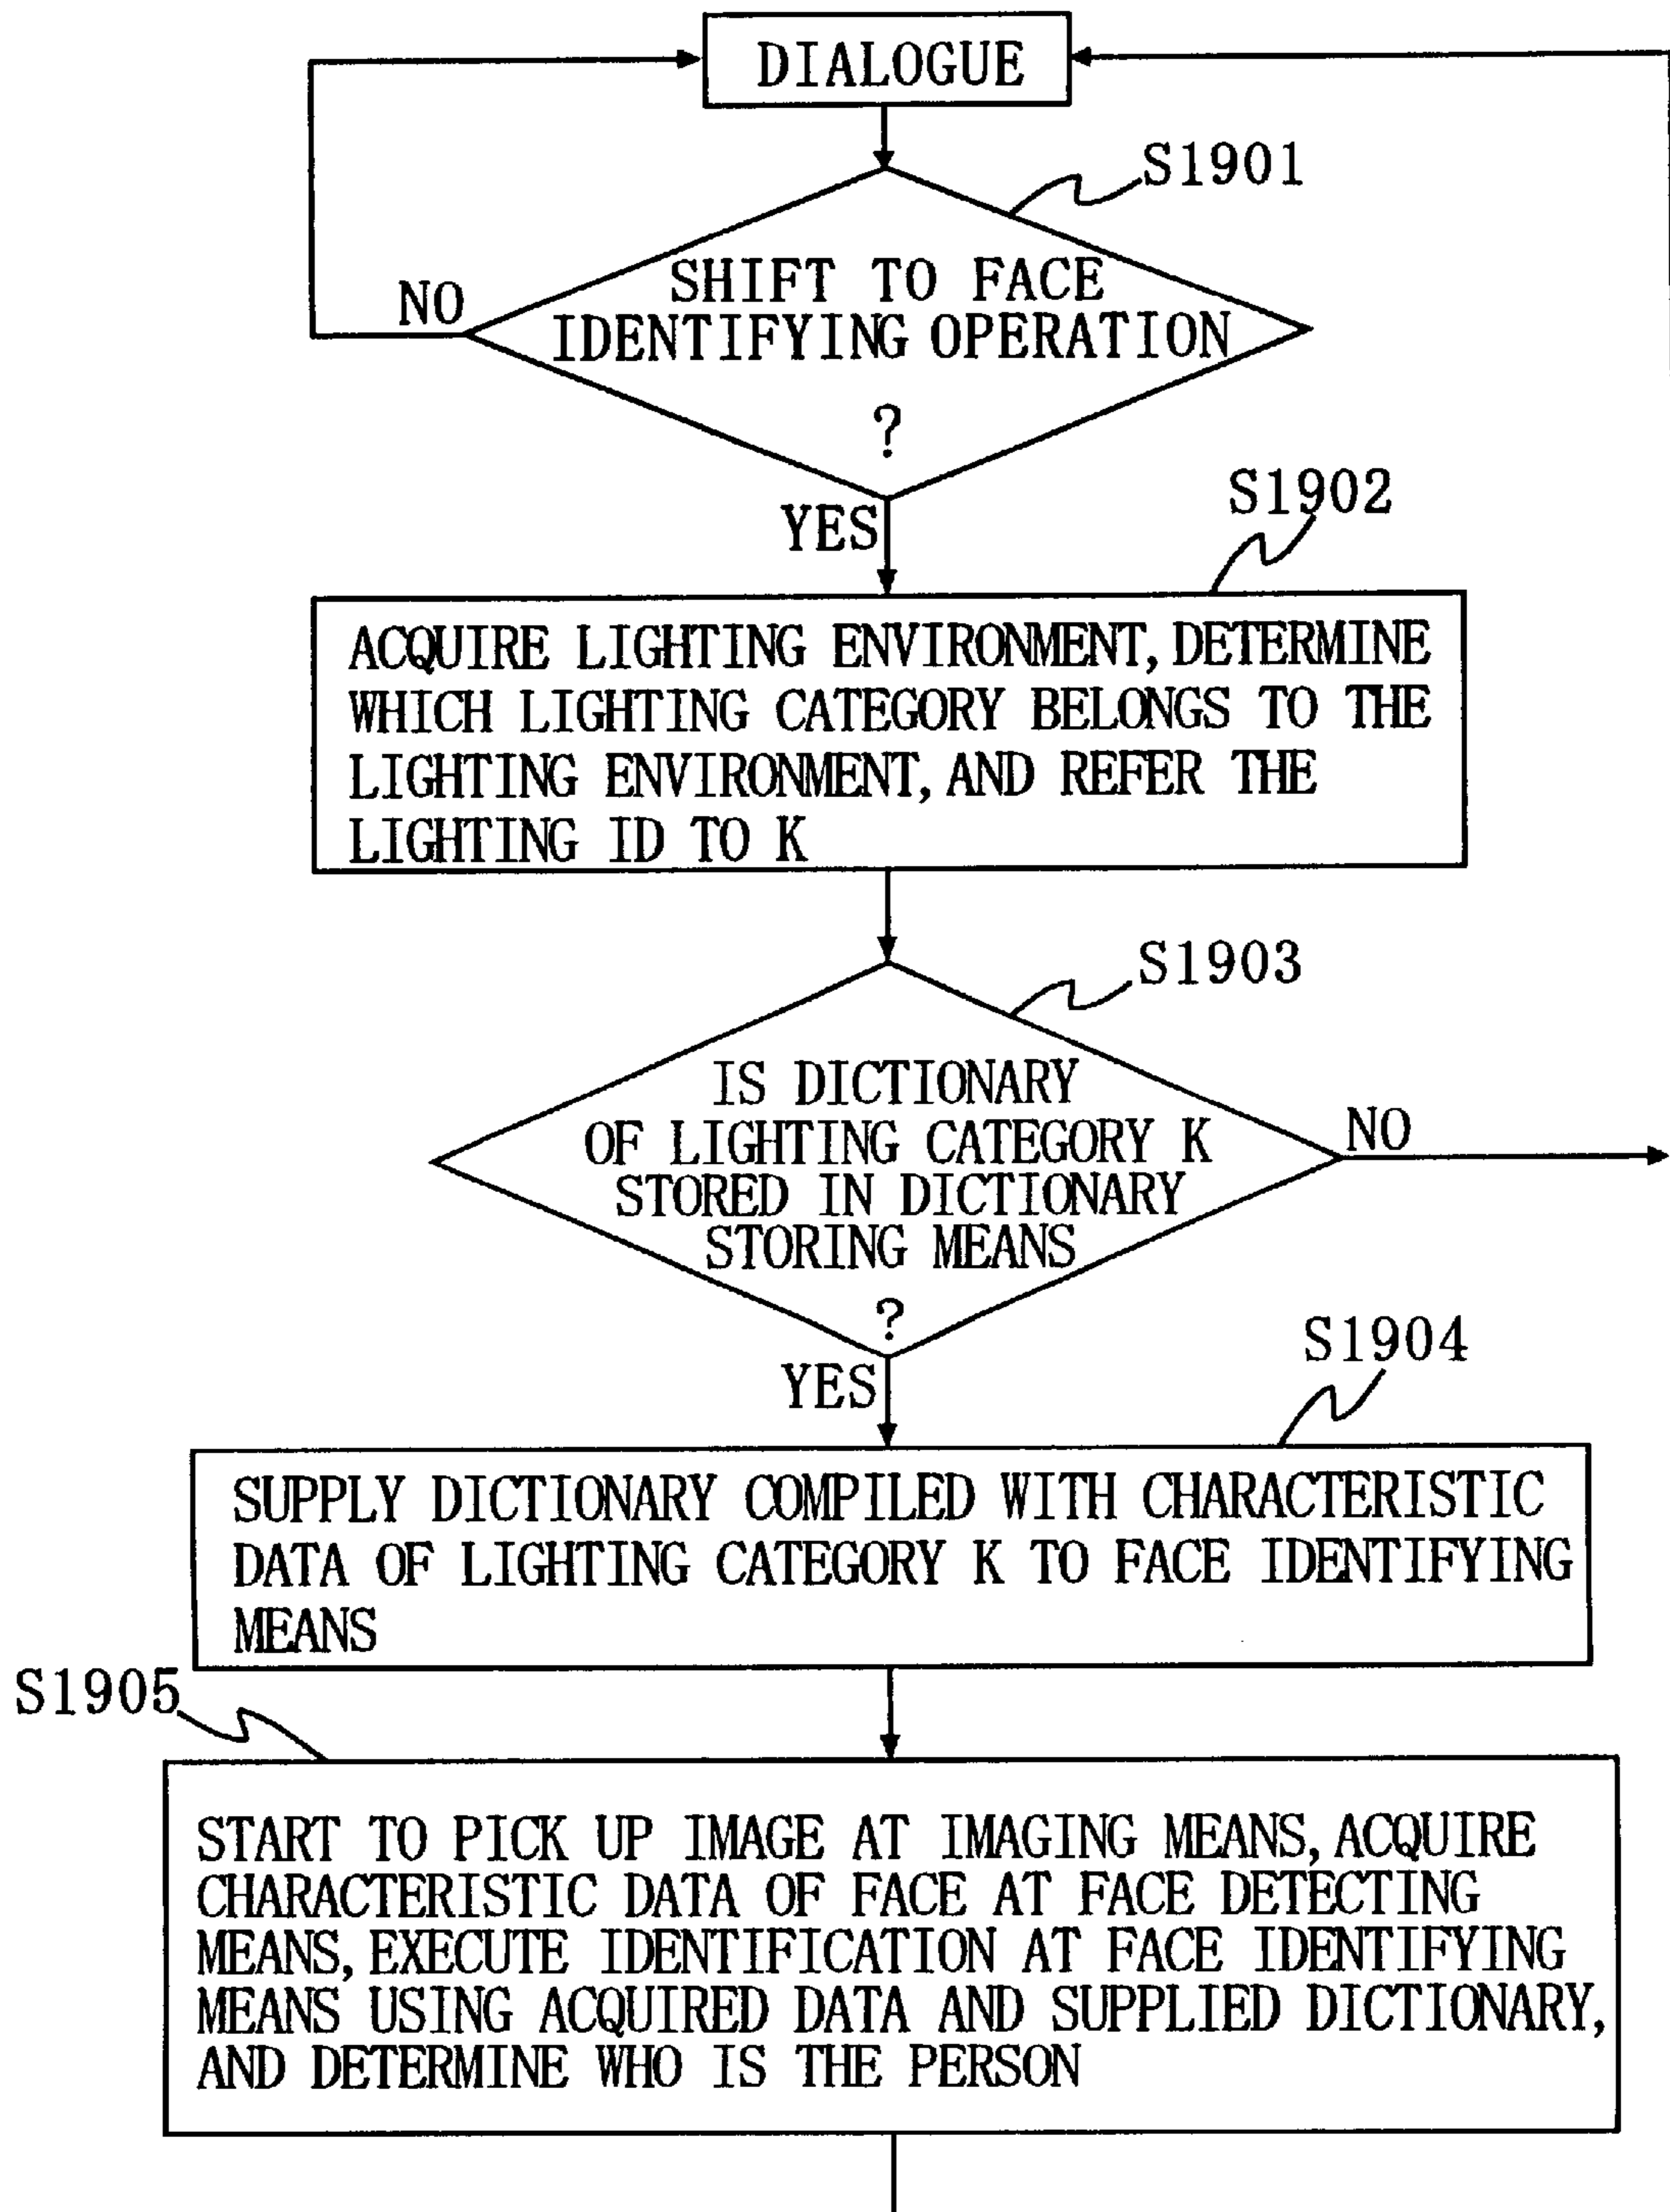 DIALOGUE
S1901
SHIFT TO FACE
IDENTIFYING OPERATION
?
NO
YES
S1902
ACQUIRE LIGHTING ENVIRONMENT, DETERMINE
WHICH LIGHTING CATEGORY BELONGS TO THE
LIGHTING ENVIRONMENT, AND REFER THE
LIGHTING ID TO K
S1903
IS DICTIONARY
OF LIGHTING CATEGORY K
STORED IN DICTIONARY
STORING MEANS
?
NO
YES
S1904
SUPPLY DICTIONARY COMPILED WITH CHARACTERISTIC
DATA OF LIGHTING CATEGORY K TO FACE IDENTIFYING
MEANS
S1905
START TO PICK UP IMAGE AT IMAGING MEANS, ACQUIRE
CHARACTERISTIC DATA OF FACE AT FACE DETECTING
MEANS, EXECUTE IDENTIFICATION AT FACE IDENTIFYING
MEANS USING ACQUIRED DATA AND SUPPLIED DICTIONARY,
AND DETERMINE WHO IS THE PERSON